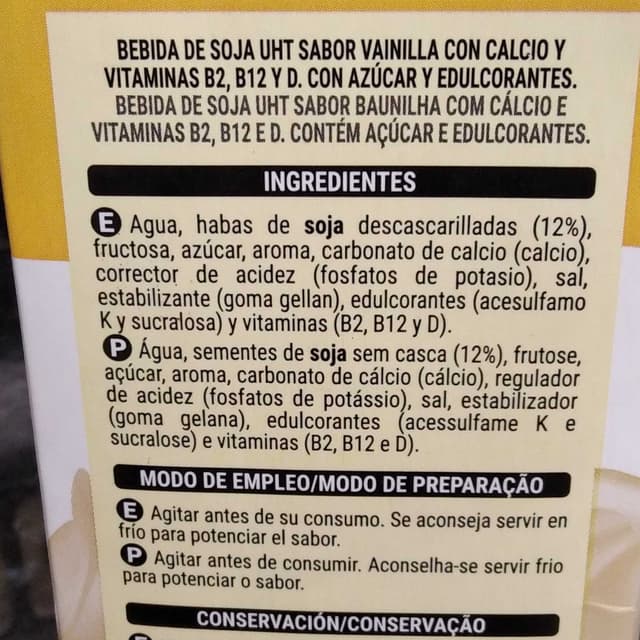 BEBIDA DE SOJA UHT SABOR VAINILLA CON CALCIO Y
VITAMINAS B2, B12 Y D. CON AZÚCAR Y EDULCORANTES.
BEBIDA DE SOJA UHT SABOR BAUNILHA COM CÁLCIO E
VITAMINAS B2, B12 E D. CONTÉM AÇÚCAR E EDULCORANTES.
INGREDIENTES
E Agua, habas de soja descascarilladas (12%),
fructosa, azúcar, aroma, carbonato de calcio (calcio),
corrector de acidez (fosfatos de potasio), sal,
estabilizante (goma gellan), edulcorantes (acesulfamo
K y sucralosa) y vitaminas (B2, B12 y D).
P Água, sementes de soja sem casca (12%), frutose,
açúcar, aroma, carbonato de cálcio (cálcio), regulador
de acidez (fosfatos de potássio), sal, estabilizador
(goma gelana), edulcorantes (acessulfame K e
sucralose) e vitaminas (B2, B12 e D).
MODO DE EMPLEO/MODO DE PREPARAÇÃO
E Agitar antes de su consumo. Se aconseja servir en
frío para potenciar el sabor.
P Agitar antes de consumir. Aconselha-se servir frio
para potenciar o sabor.
CONSERVACIÓN/CONSERVAÇÃO